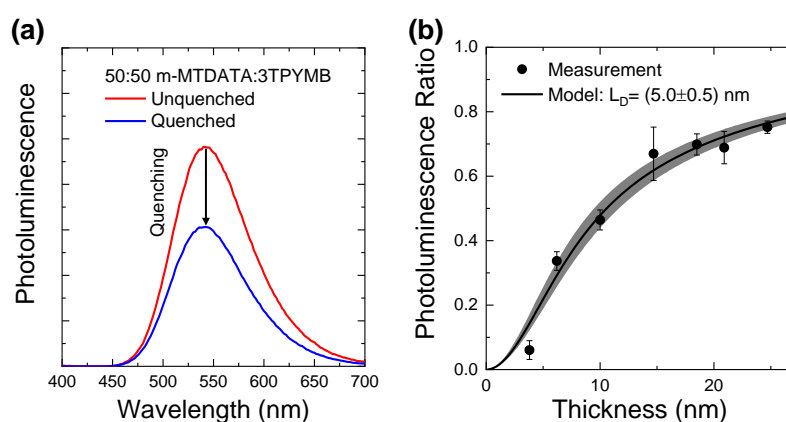 (a)
50:50 m-MTDATA:3TPYMB
Unquenched
Quenched
Quenching
Photoluminescence
400 450 500 550 600 650 700
Wavelength (nm)
(b)
1.0
0.8
0.6
0.4
0.2
0.0
Measurement
Model: L_D= (5.0±0.5) nm
Photoluminescence Ratio
0 10 20
Thickness (nm)